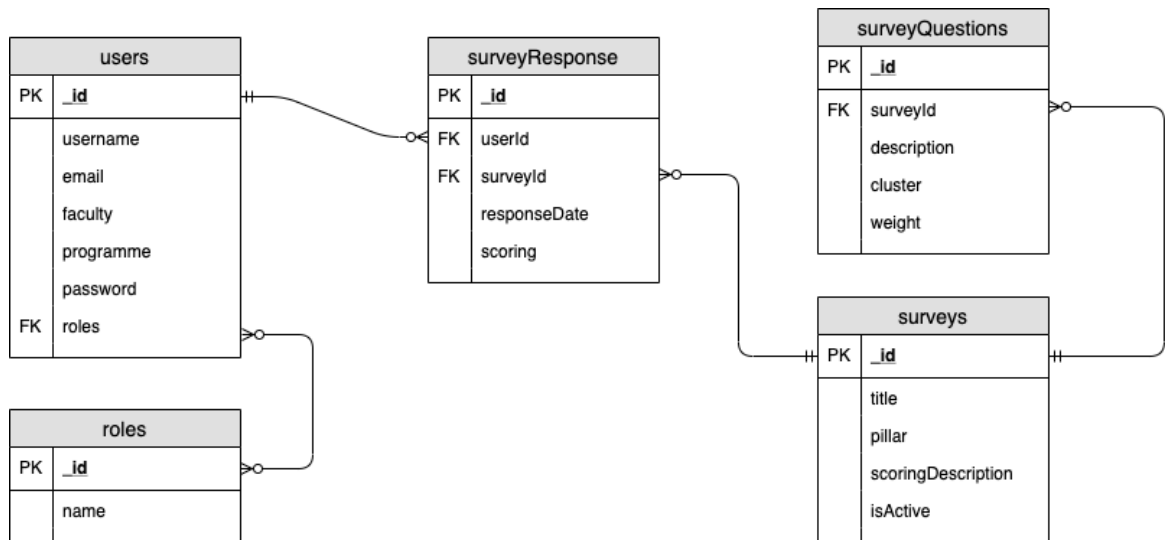 users
PK _id
username
email
faculty
programme
password
FK roles
roles
PK _id
name
surveyResponse
PK _id
FK userId
FK surveyId
responseDate
scoring
surveyQuestions
PK _id
FK surveyId
description
cluster
weight
surveys
PK _id
title
pillar
scoringDescription
isActive